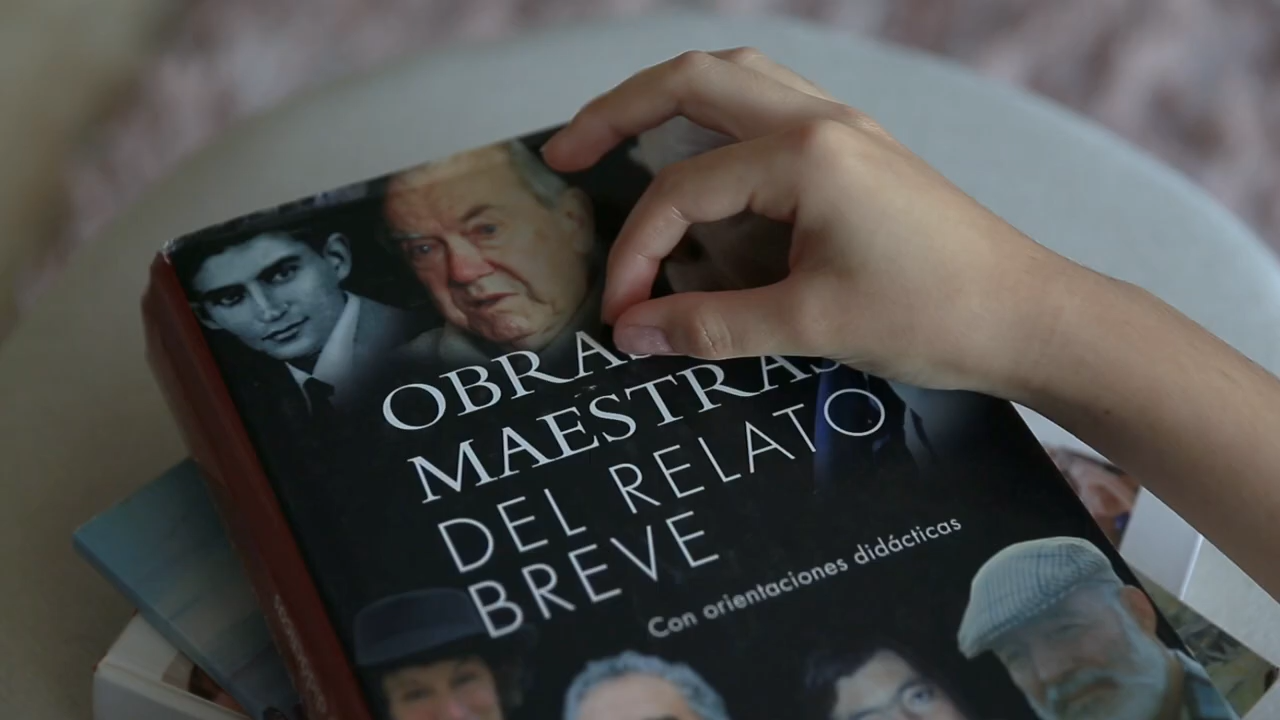 OBRAS
MAESTRAS
DEL RELATO
BREVE
Con orientaciones didácticas